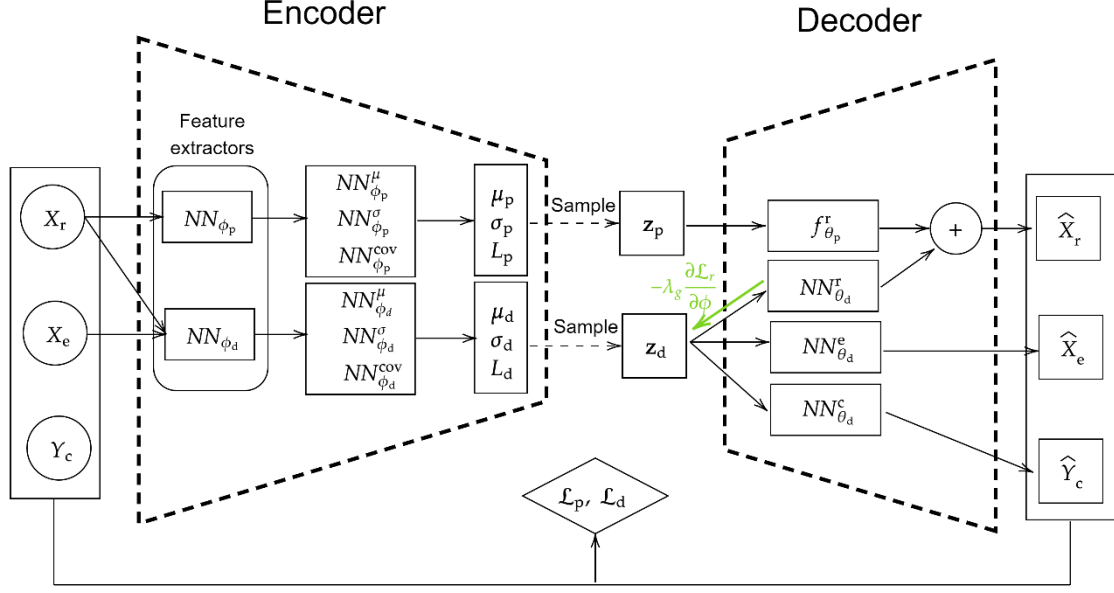 Encoder
Decoder
Feature
extractors
X_r
X_e
Y_c
NN_{ϕ_p}
NN_{ϕ_d}
NN^μ_{ϕ_p}
NN^σ_{ϕ_p}
NN^{cov}_{ϕ_p}
NN^μ_{ϕ_d}
NN^σ_{ϕ_d}
NN^{cov}_{ϕ_d}
μ_p
σ_p
L_p
μ_d
σ_d
L_d
Sample
Sample
z_p
z_d
-λ_g ∂ℒ_r/∂ϕ
f^r_{θ_p}
NN^r_{θ_d}
NN^e_{θ_d}
NN^c_{θ_d}
+
X̂_r
X̂_e
Ŷ_c
ℒ_p, ℒ_d